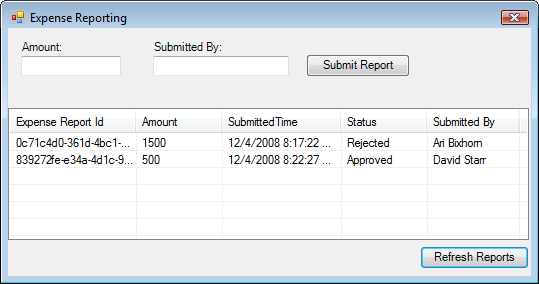 Expense Reporting
Amount: Submitted By:
Submit Report
Expense Report Id Amount SubmittedTime Status Submitted By
0c71c4d0-361d-4bc1-... 1500 12/4/2008 8:17:22 ... Rejected Ari Bixhorn
839272fe-e34a-4d1c-9... 500 12/4/2008 8:22:27 ... Approved David Starr
Refresh Reports